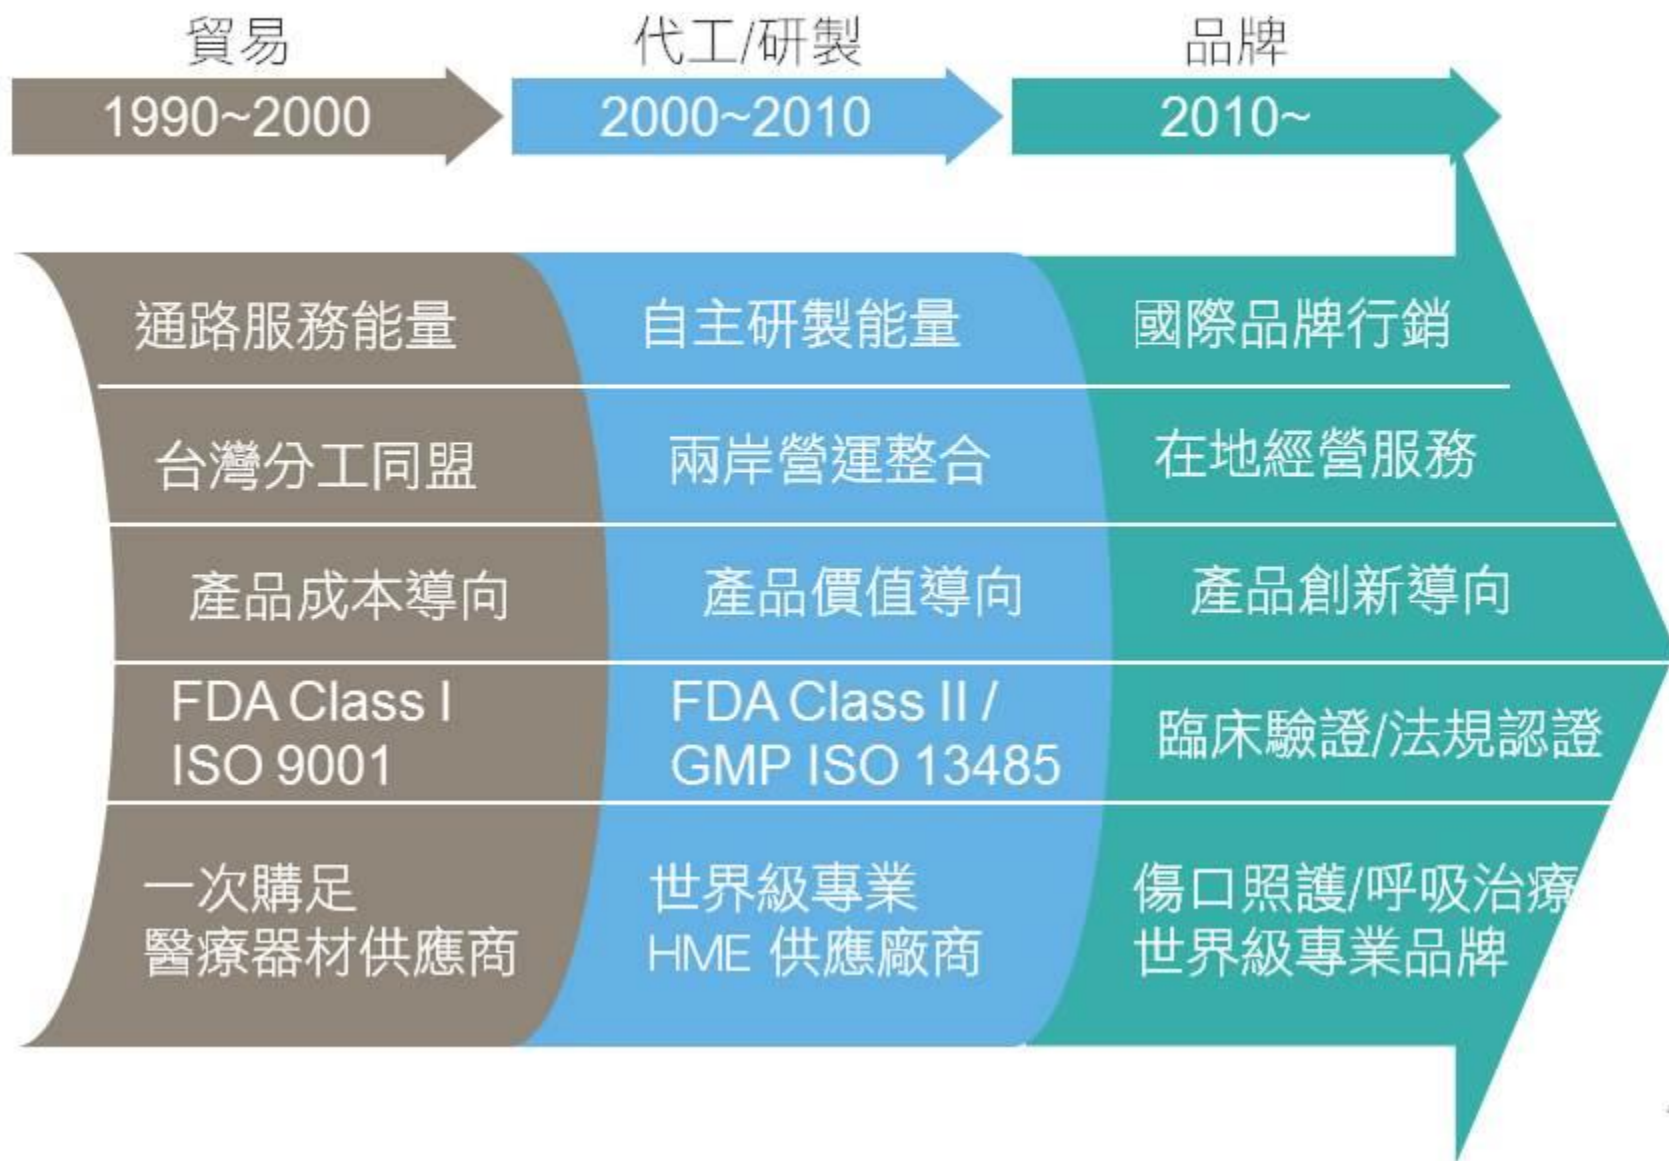 貿易
代工/研製
品牌
1990~2000
2000~2010
2010~
通路服務能量
自主研製能量
國際品牌行銷
台灣分工同盟
兩岸營運整合
在地經營服務
產品成本導向
產品價值導向
產品創新導向
FDA Class I
ISO 9001
FDA Class II /
GMP ISO 13485
臨床驗證/法規認證
一次購足
醫療器材供應商
世界級專業
HME 供應廠商
傷口照護/呼吸治療
世界級專業品牌